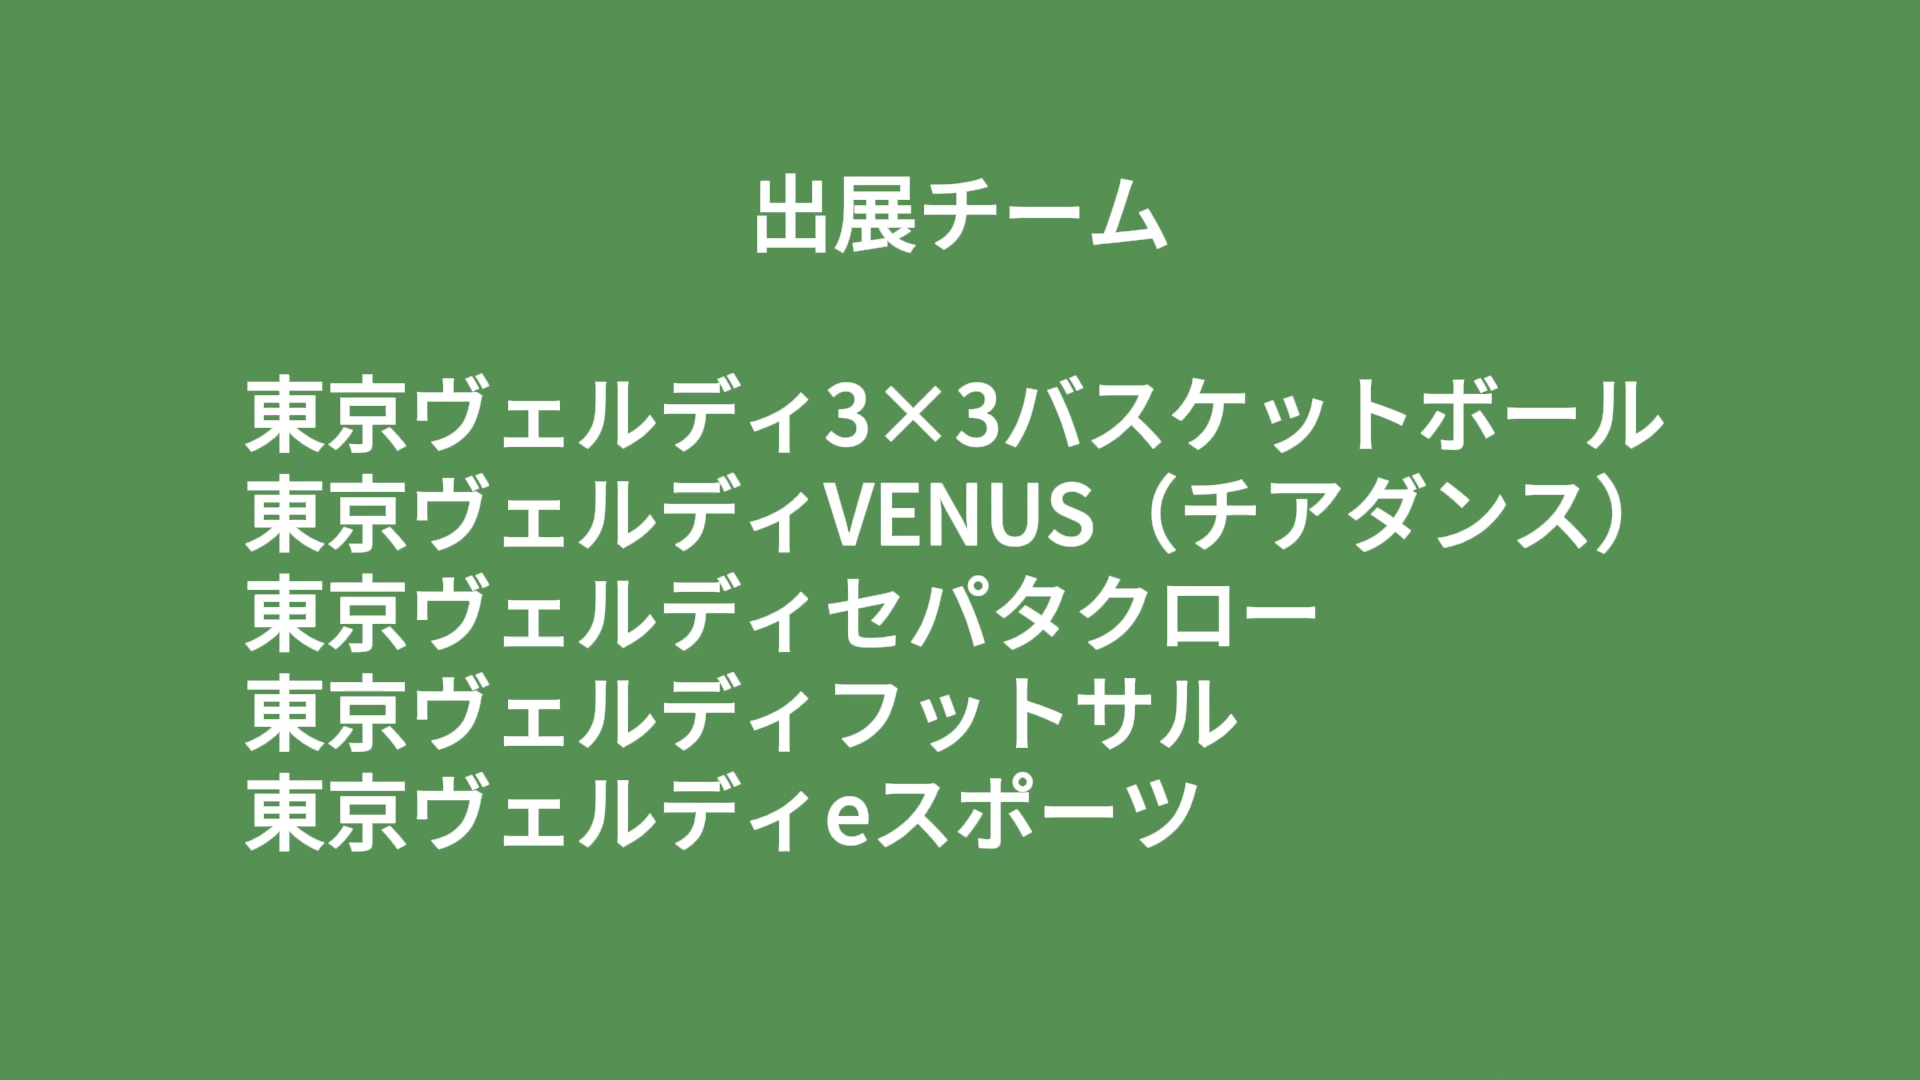 出展チーム
東京ヴェルディ3×3バスケットボール
東京ヴェルディVENUS（チアダンス）
東京ヴェルディセパタクロー
東京ヴェルディフットサル
東京ヴェルディeスポーツ